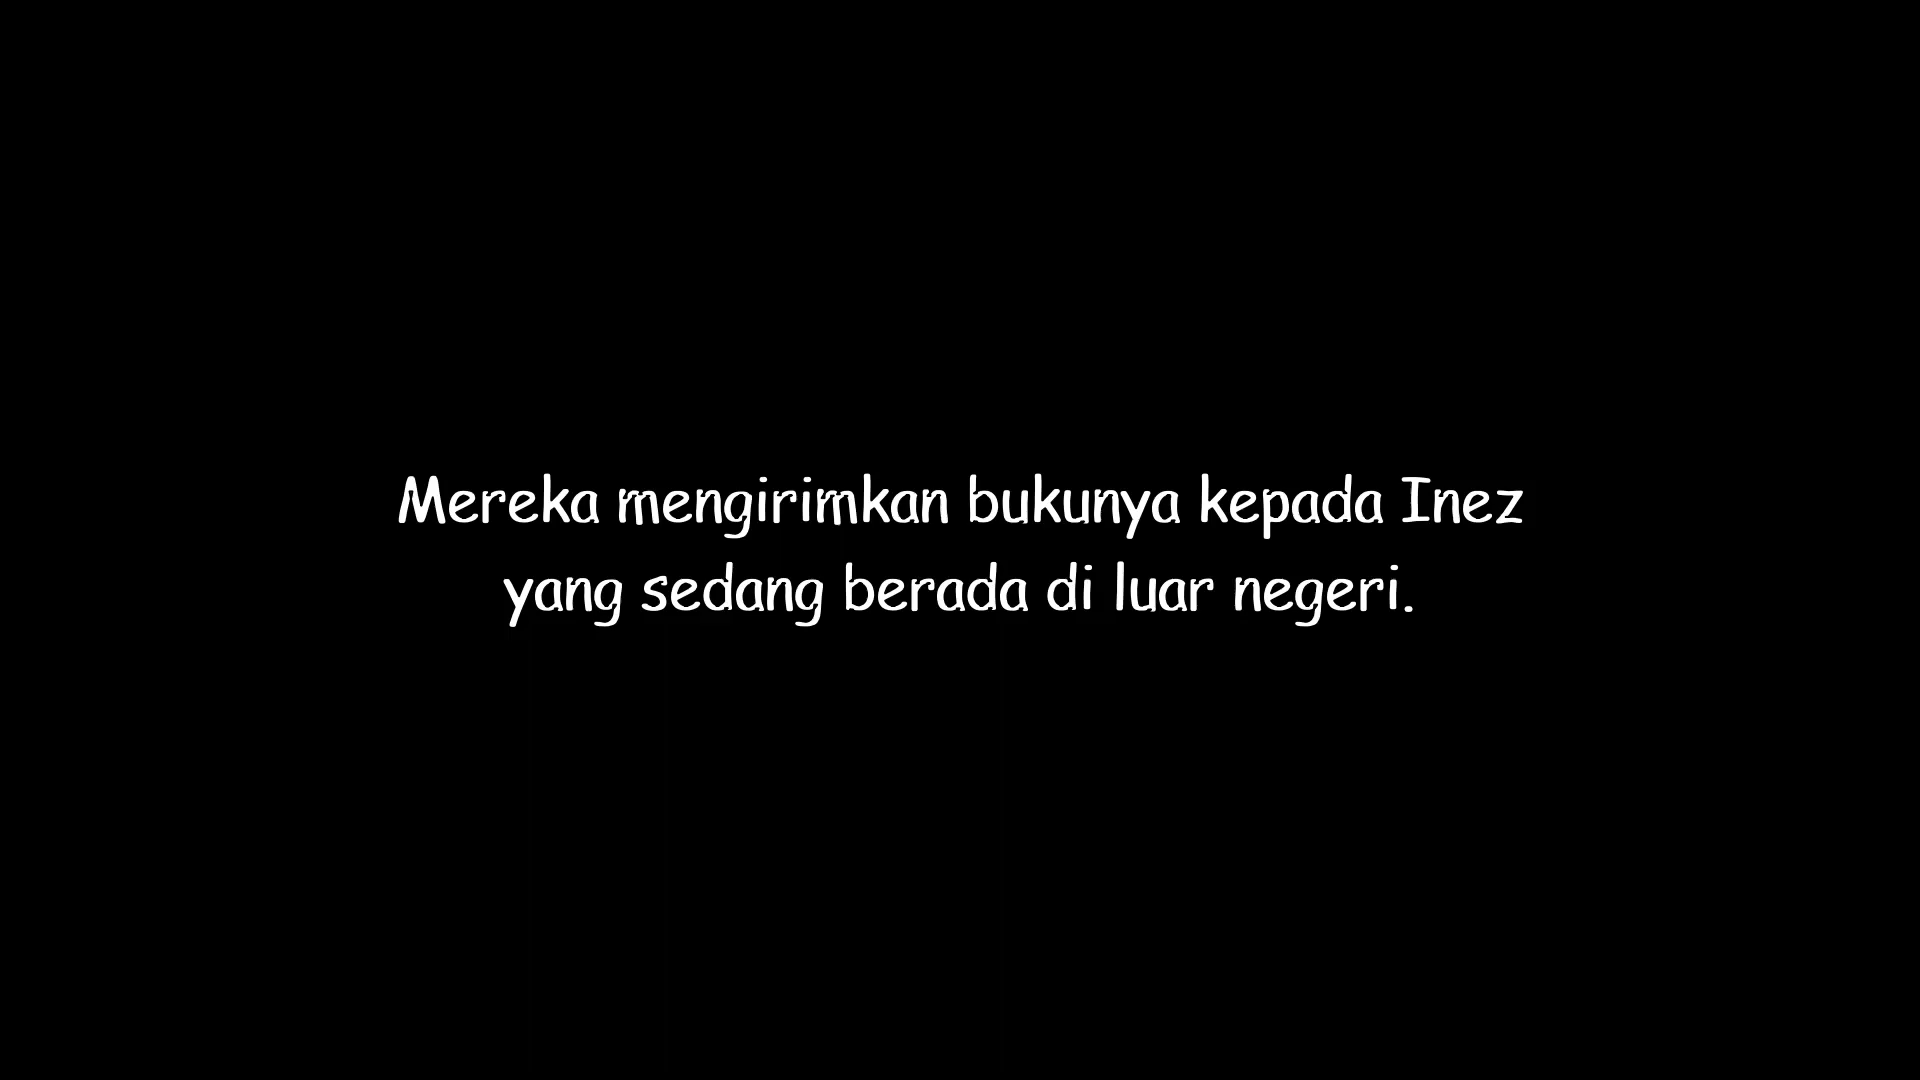 Mereka mengirimkan bukunya kepada Inez
yang sedang berada di luar negeri.